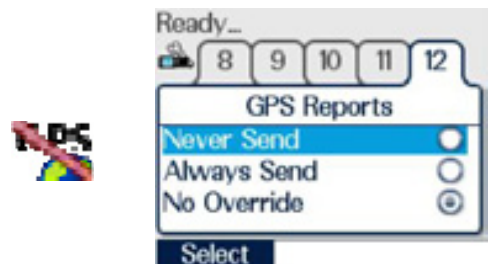 Ready...
8 9 10 11 12
GPS Reports
Never Send
Always Send
No Override
Select